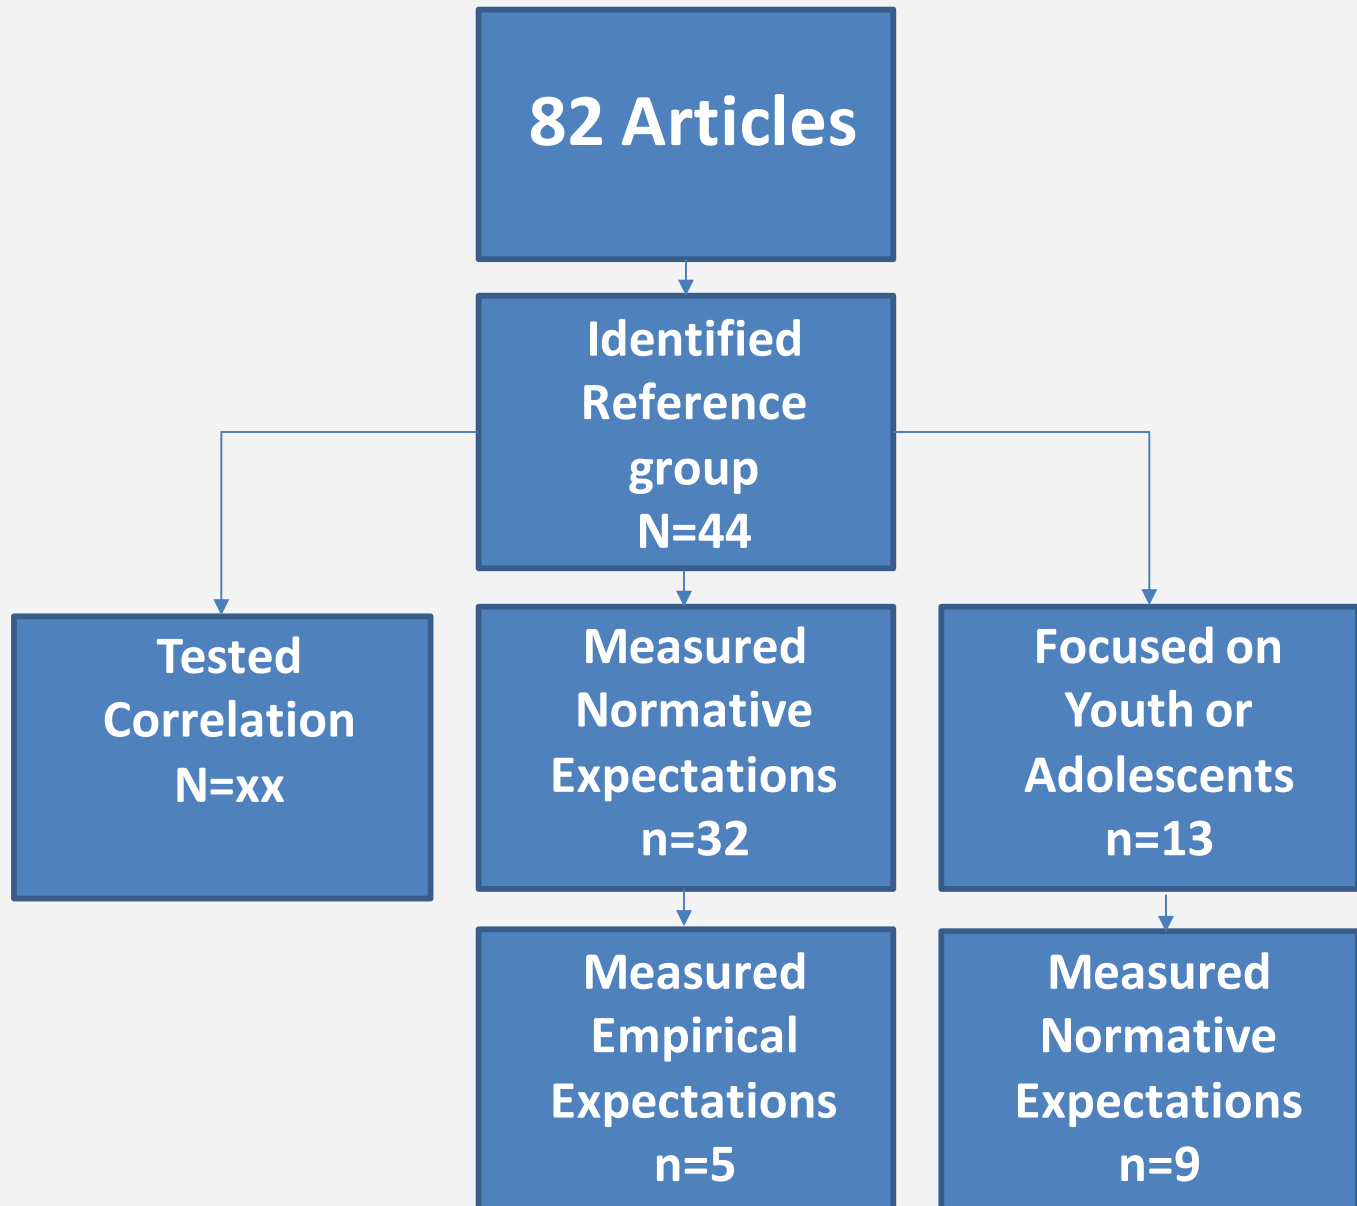 82 Articles
Identified
Reference
group
N=44
Tested
Correlation
N=xx
Measured
Normative
Expectations
n=32
Focused on
Youth or
Adolescents
n=13
Measured
Empirical
Expectations
n=5
Measured
Normative
Expectations
n=9